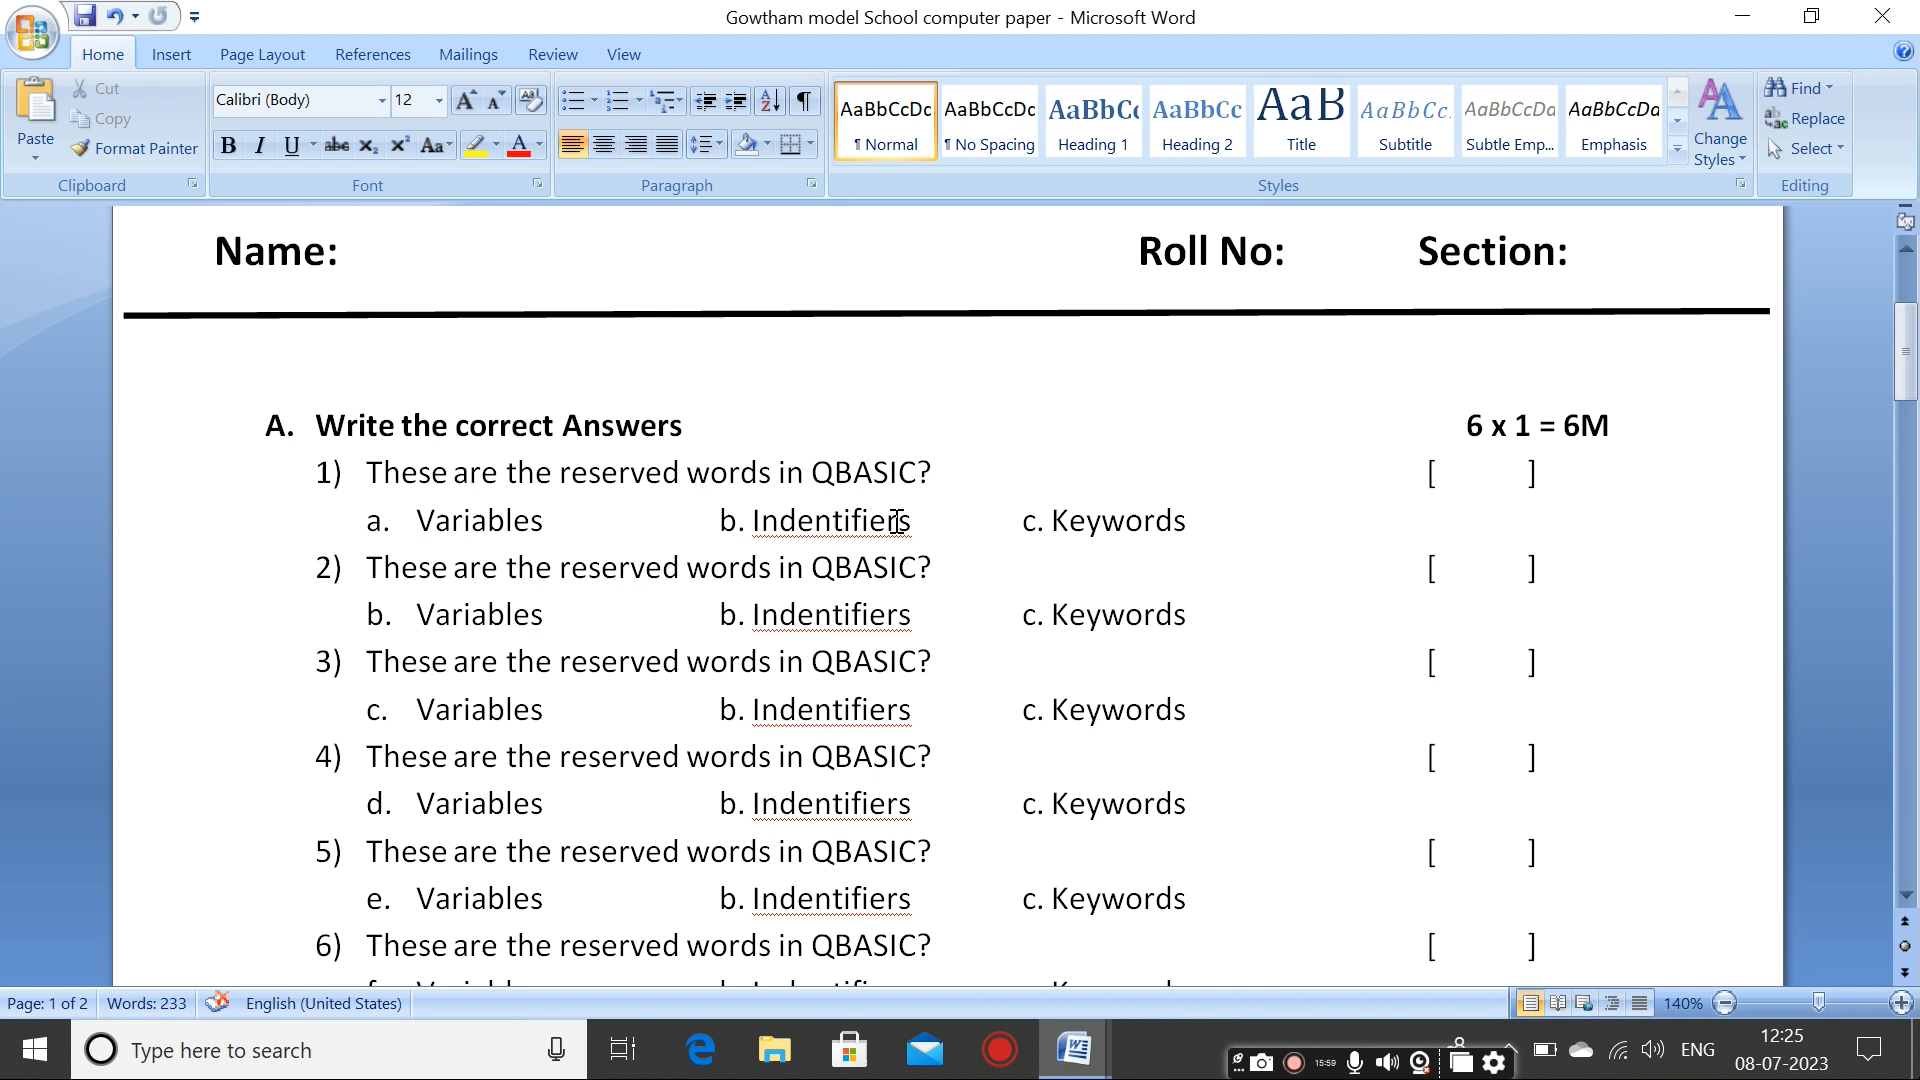 Gowtham model School computer paper - Microsoft Word
Home Insert Page Layout References Mailings Review View
Paste
Cut
Copy
Format Painter
Clipboard
Calibri (Body) 12
B I U abc x₂ x² Aa A
Font
Paragraph
AaBbCcDc AaBbCcDc AaBbCc AaBbCc AaB AaBbCc. AaBbCcDa AaBbCcDa
¶ Normal ¶ No Spacing Heading 1 Heading 2 Title Subtitle Subtle Emp... Emphasis
Styles
Change
Styles
Find
Replace
Select
Editing
Name: Roll No: Section:
A. Write the correct Answers 6 x 1 = 6M
1) These are the reserved words in QBASIC? [ ]
a. Variables b. Indentifiers c. Keywords
2) These are the reserved words in QBASIC? [ ]
b. Variables b. Indentifiers c. Keywords
3) These are the reserved words in QBASIC? [ ]
c. Variables b. Indentifiers c. Keywords
4) These are the reserved words in QBASIC? [ ]
d. Variables b. Indentifiers c. Keywords
5) These are the reserved words in QBASIC? [ ]
e. Variables b. Indentifiers c. Keywords
6) These are the reserved words in QBASIC? [ ]
Page: 1 of 2 Words: 233 English (United States) 140%
Type here to search
15:59
ENG
12:25
08-07-2023